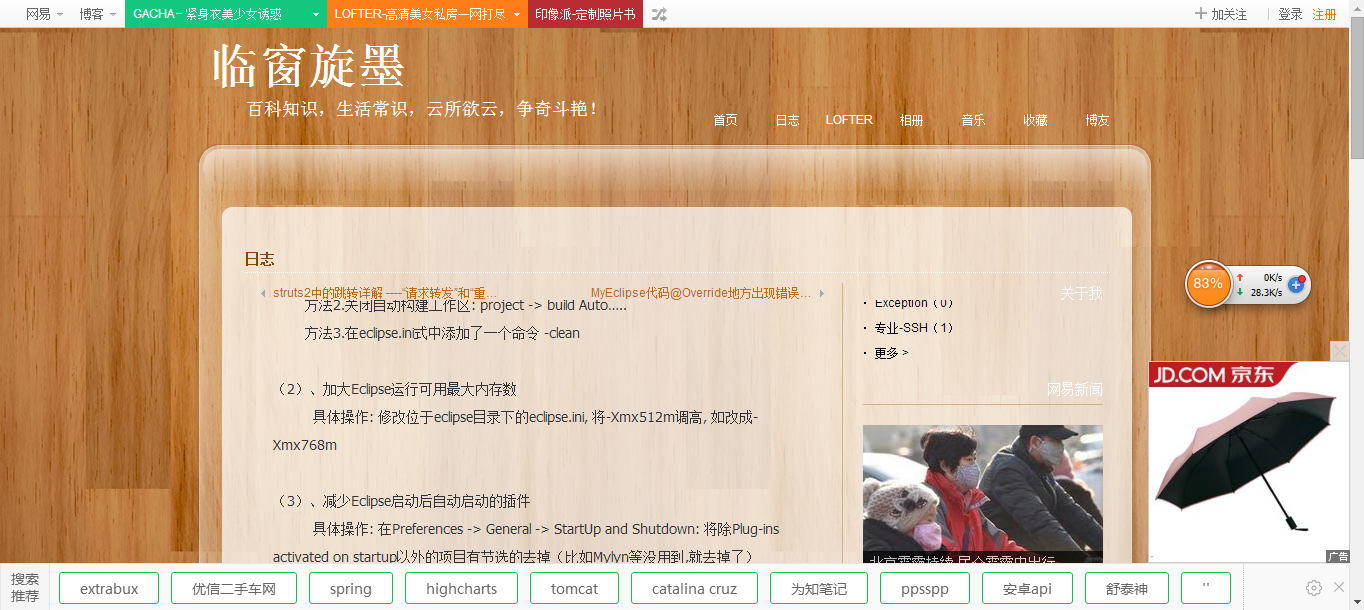 网易 博客 GACHA – 紧身衣美少女诱惑 LOFTER-高清美女私房一网打尽 印像派-定制照片书 加关注 登录 注册
临窗旋墨
百科知识，生活常识，云所欲云，争奇斗艳！
首页 日志 LOFTER 相册 音乐 收藏 博友
日志
struts2中的跳转详解 ----“请求转发”和“重… MyEclipse代码@Override地方出现错误…
方法2.关闭自动构建工作区: project -> build Auto.....
方法3.在eclipse.ini式中添加了一个命令 -clean
（2）、加大Eclipse运行可用最大内存数
具体操作: 修改位于eclipse目录下的eclipse.ini, 将-Xmx512m调高, 如改成-
Xmx768m
（3）、减少Eclipse启动后自动启动的插件
具体操作: 在Preferences -> General -> StartUp and Shutdown: 将除Plug-ins
activated on startup以外的项目有节选的去掉（比如Mylyn等没用到,就去掉了）
关于我
Exception（0）
专业-SSH（1）
更多 >
网易新闻
北京雾霾持续 民众雾霾中出行
83% 0K/s
28.3K/s
JD.COM 京东
广告
搜索
推荐
extrabux 优信二手车网 spring highcharts tomcat catalina cruz 为知笔记 ppsspp 安卓api 舒泰神 ''